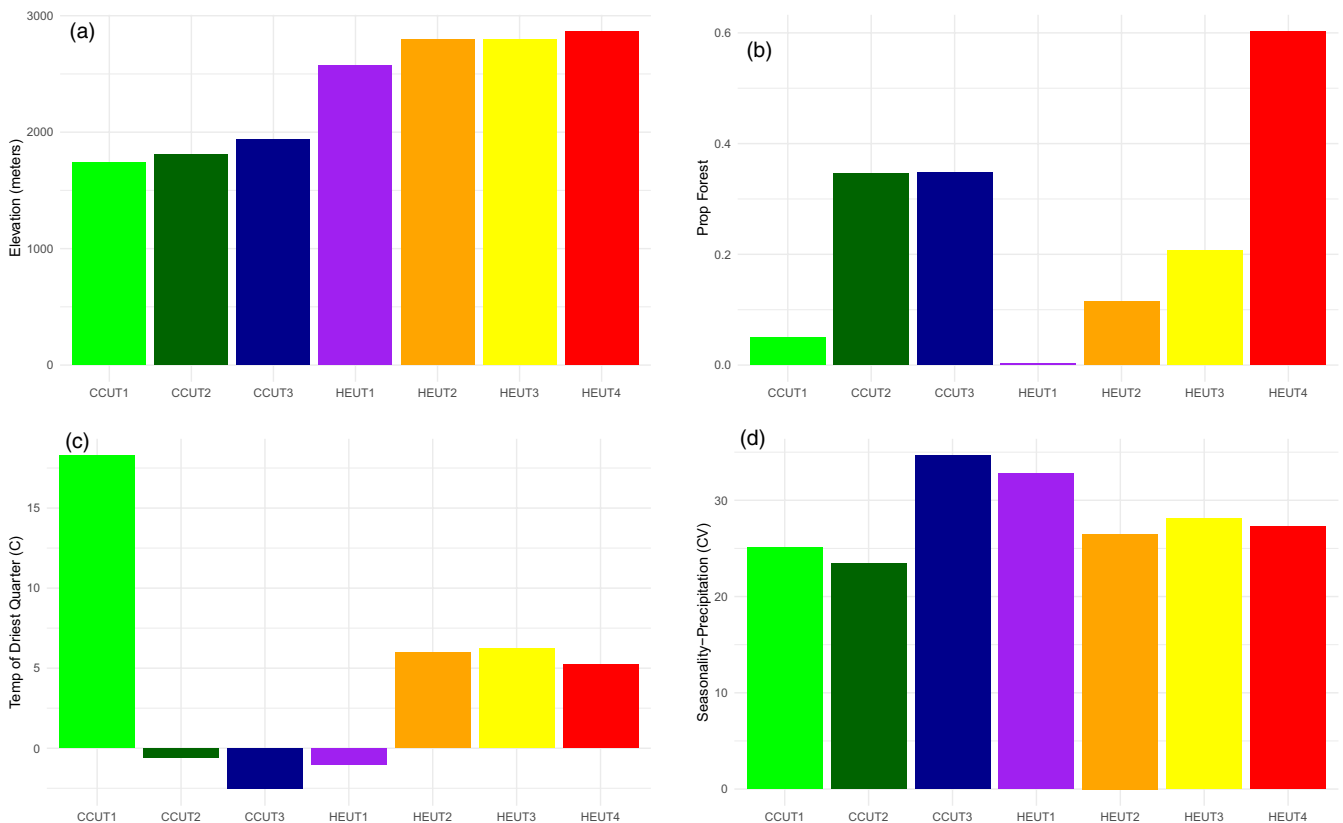 (a)
Elevation (meters)
3000
2000
1000
0
CCUT1 CCUT2 CCUT3 HEUT1 HEUT2 HEUT3 HEUT4
(b)
Prop Forest
0.6
0.4
0.2
0.0
CCUT1 CCUT2 CCUT3 HEUT1 HEUT2 HEUT3 HEUT4
(c)
Temp of Driest Quarter (C)
15
10
5
0
CCUT1 CCUT2 CCUT3 HEUT1 HEUT2 HEUT3 HEUT4
(d)
Seasonality−Precipitation (CV)
30
20
10
0
CCUT1 CCUT2 CCUT3 HEUT1 HEUT2 HEUT3 HEUT4